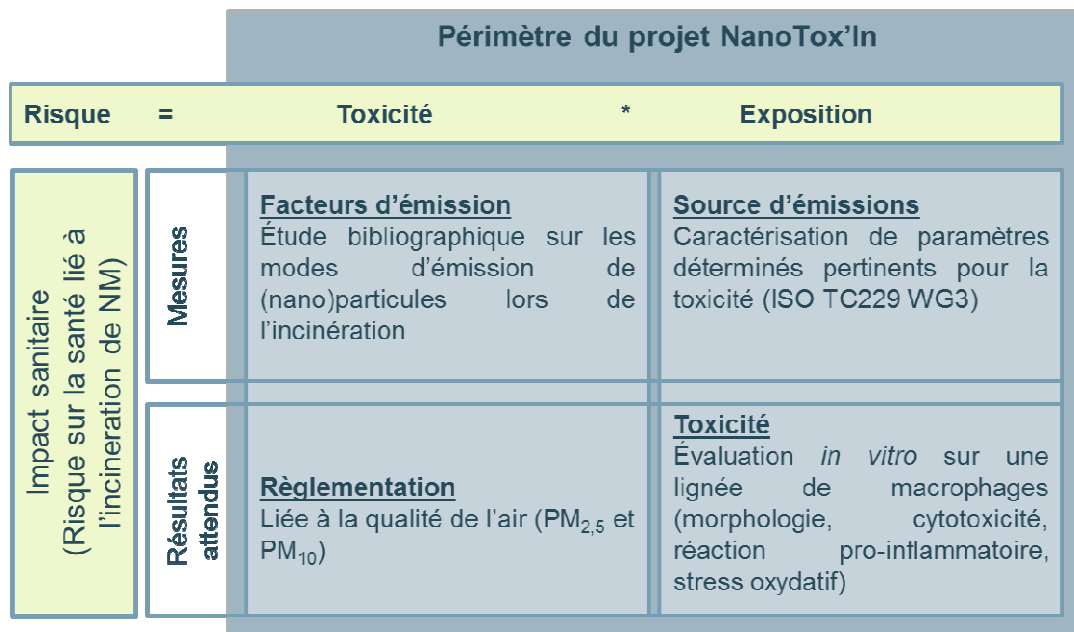 Périmètre du projet NanoTox’In
Risque = Toxicité * Exposition
Impact sanitaire
(Risque sur la santé lié à
l’incineration de NM)
Mesures
Facteurs d’émission
Étude bibliographique sur les
modes d’émission de
(nano)particules lors de
l’incinération
Source d’émissions
Caractérisation de paramètres
déterminés pertinents pour la
toxicité (ISO TC229 WG3)
Résultats
attendus
Règlementation
Liée à la qualité de l’air (PM2,5 et
PM10)
Toxicité
Évaluation in vitro sur une
lignée de macrophages
(morphologie, cytotoxicité,
réaction pro-inflammatoire,
stress oxydatif)